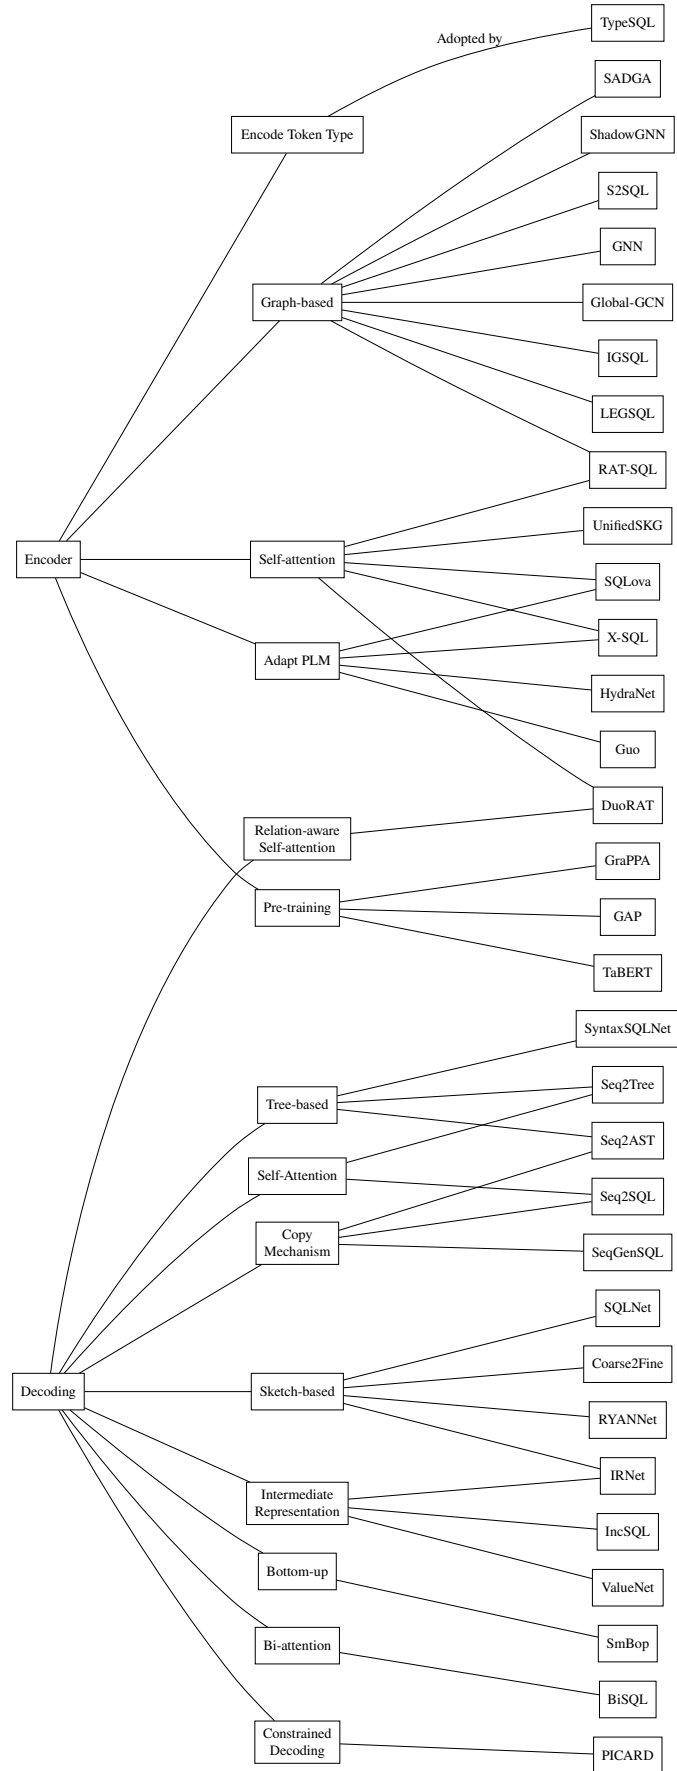 TypeSQL
Adopted by
SADGA
Encode Token Type
ShadowGNN
S2SQL
GNN
Graph-based
Global-GCN
IGSQL
LEGSQL
RAT-SQL
UnifiedSKG
Encoder
Self-attention
SQLova
X-SQL
Adapt PLM
HydraNet
Guo
DuoRAT
Relation-aware
Self-attention
GraPPA
Pre-training
GAP
TaBERT
SyntaxSQLNet
Seq2Tree
Tree-based
Seq2AST
Self-Attention
Seq2SQL
Copy
Mechanism
SeqGenSQL
SQLNet
Coarse2Fine
Decoding
Sketch-based
RYANNet
IRNet
Intermediate
Representation
IncSQL
Bottom-up
ValueNet
SmBop
Bi-attention
BiSQL
Constrained
Decoding
PICARD